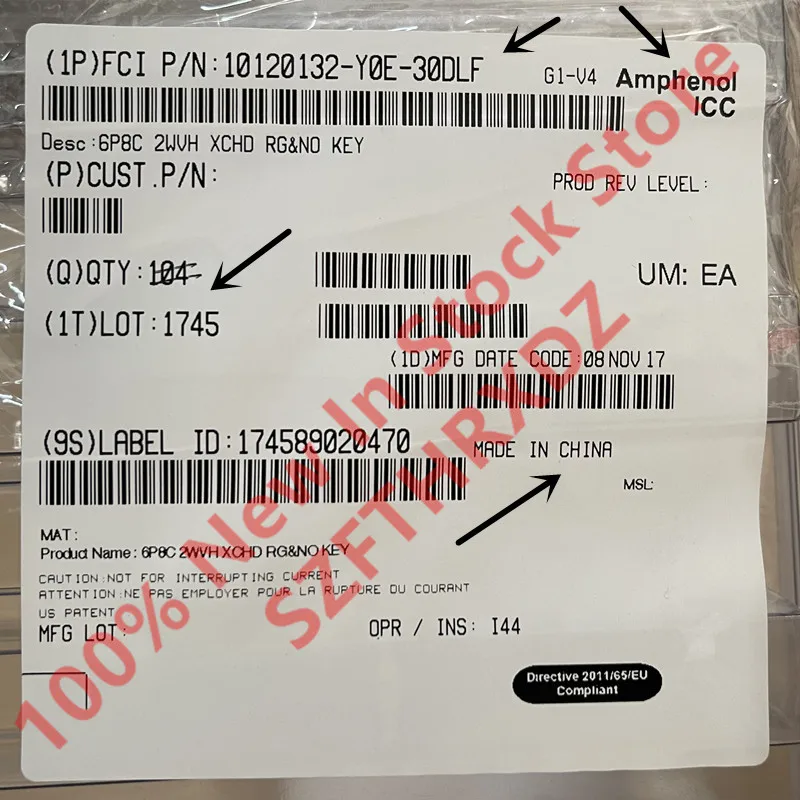 (1P)FCI P/N:10120132-Y0E-30DLF
G1-V4
Amphenol
ICC
Desc:6P8C 2WVH XCHD RG&NO KEY
(P)CUST.P/N:
PROD REV LEVEL:
(Q)QTY:104
UM: EA
(1T)LOT:1745
(1D)MFG DATE CODE:08 NOV 17
(9S)LABEL ID:174589020470
MADE IN CHINA
MSL:
MAT:
Product Name: 6P8C 2WVH XCHD RG&NO KEY
CAUTION:NOT FOR INTERRUPTING CURRENT
ATTENTION:NE PAS EMPLOYER POUR LA RUPTURE DU COURANT
US PATENT
MFG LOT:
OPR / INS: I44
Directive 2011/65/EU
Compliant
100% New In Stock Store
SZFTHRXDZ